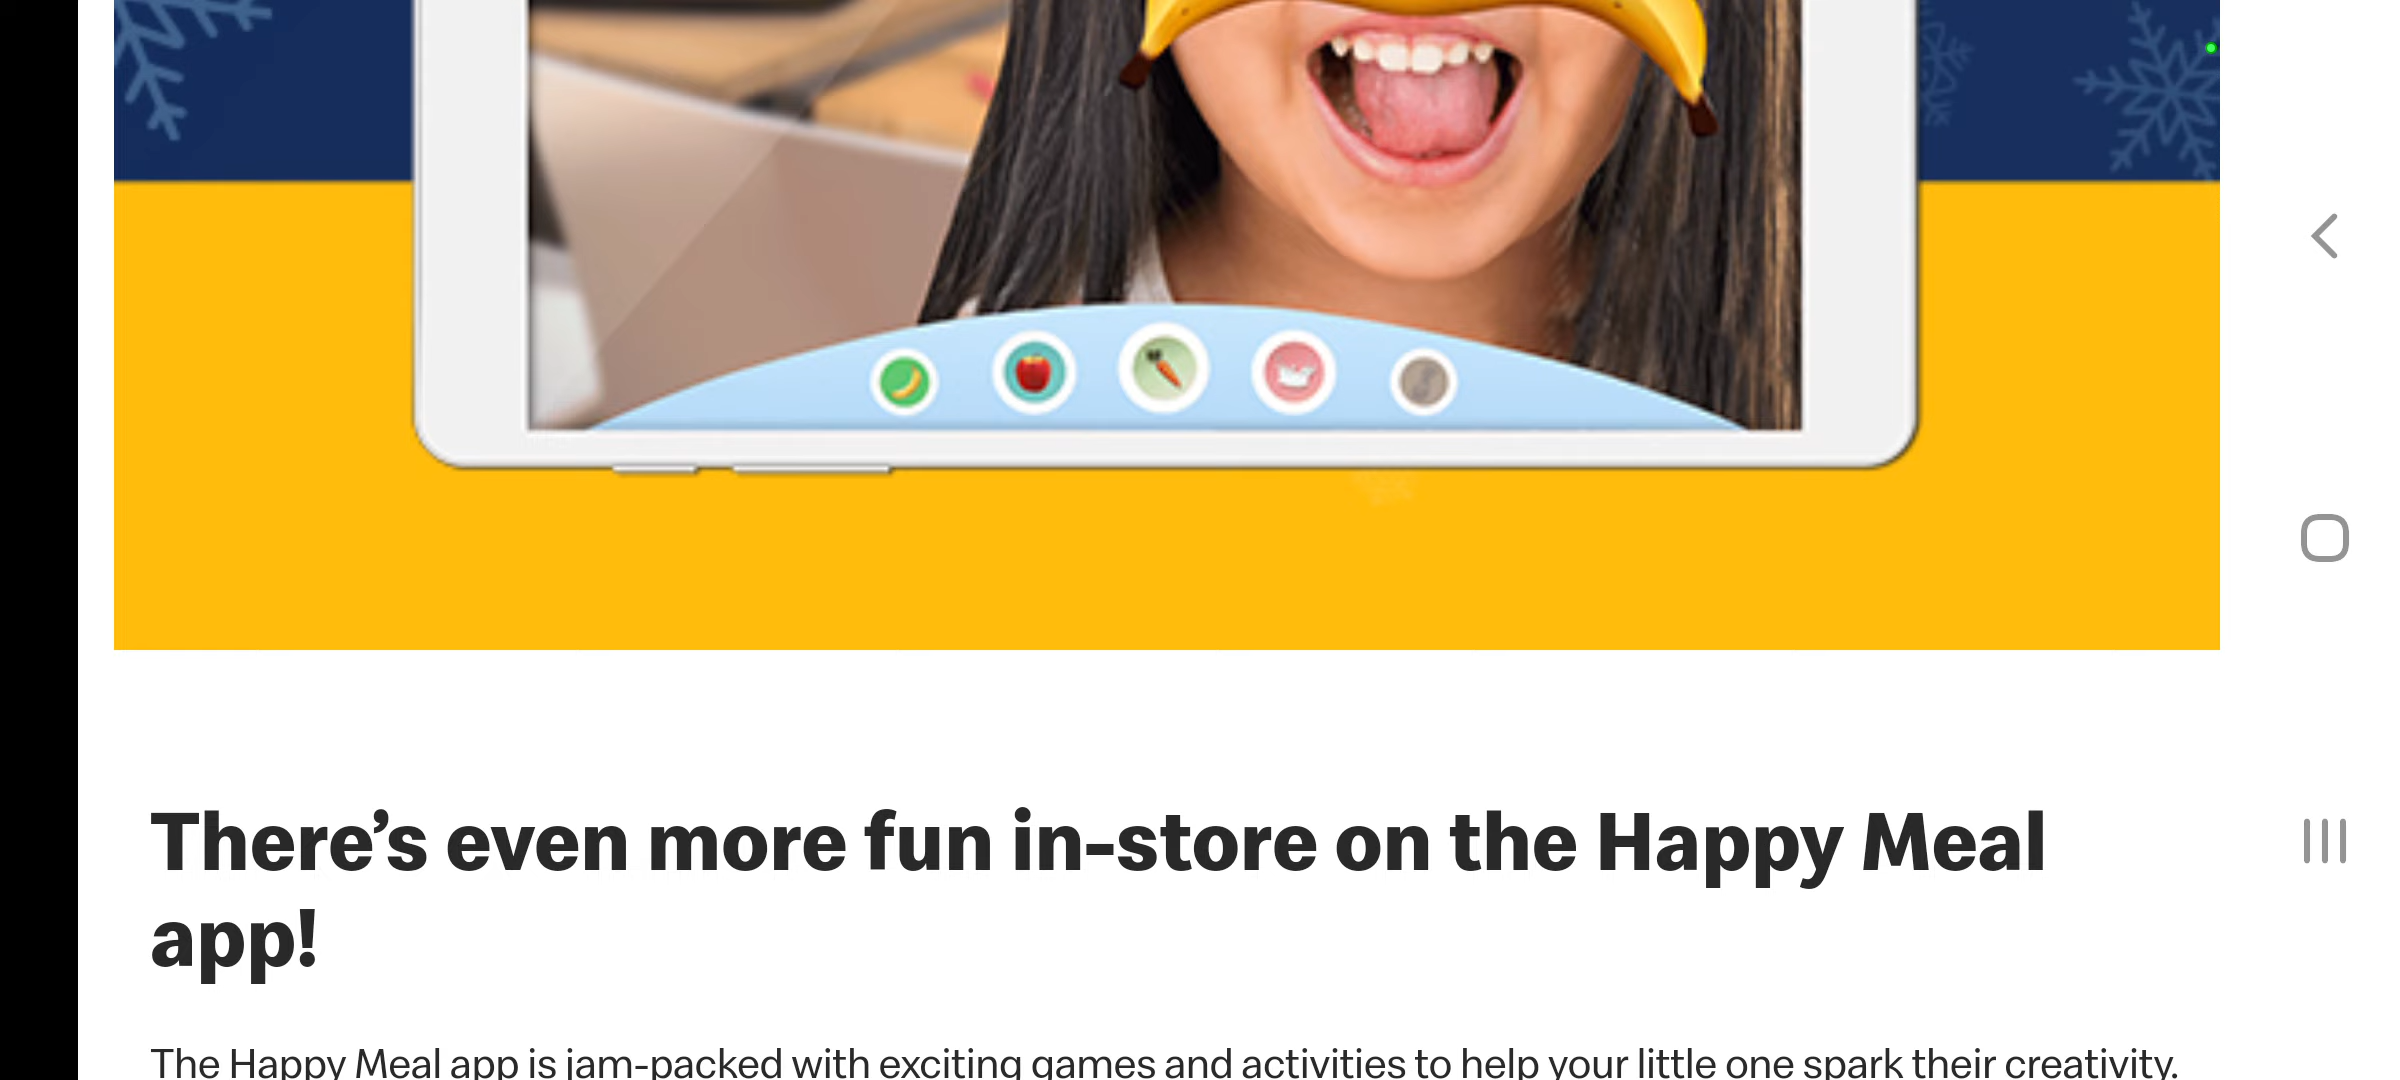 There’s even more fun in-store on the Happy Meal
app!
The Happy Meal app is jam-packed with exciting games and activities to help your little one spark their creativity.